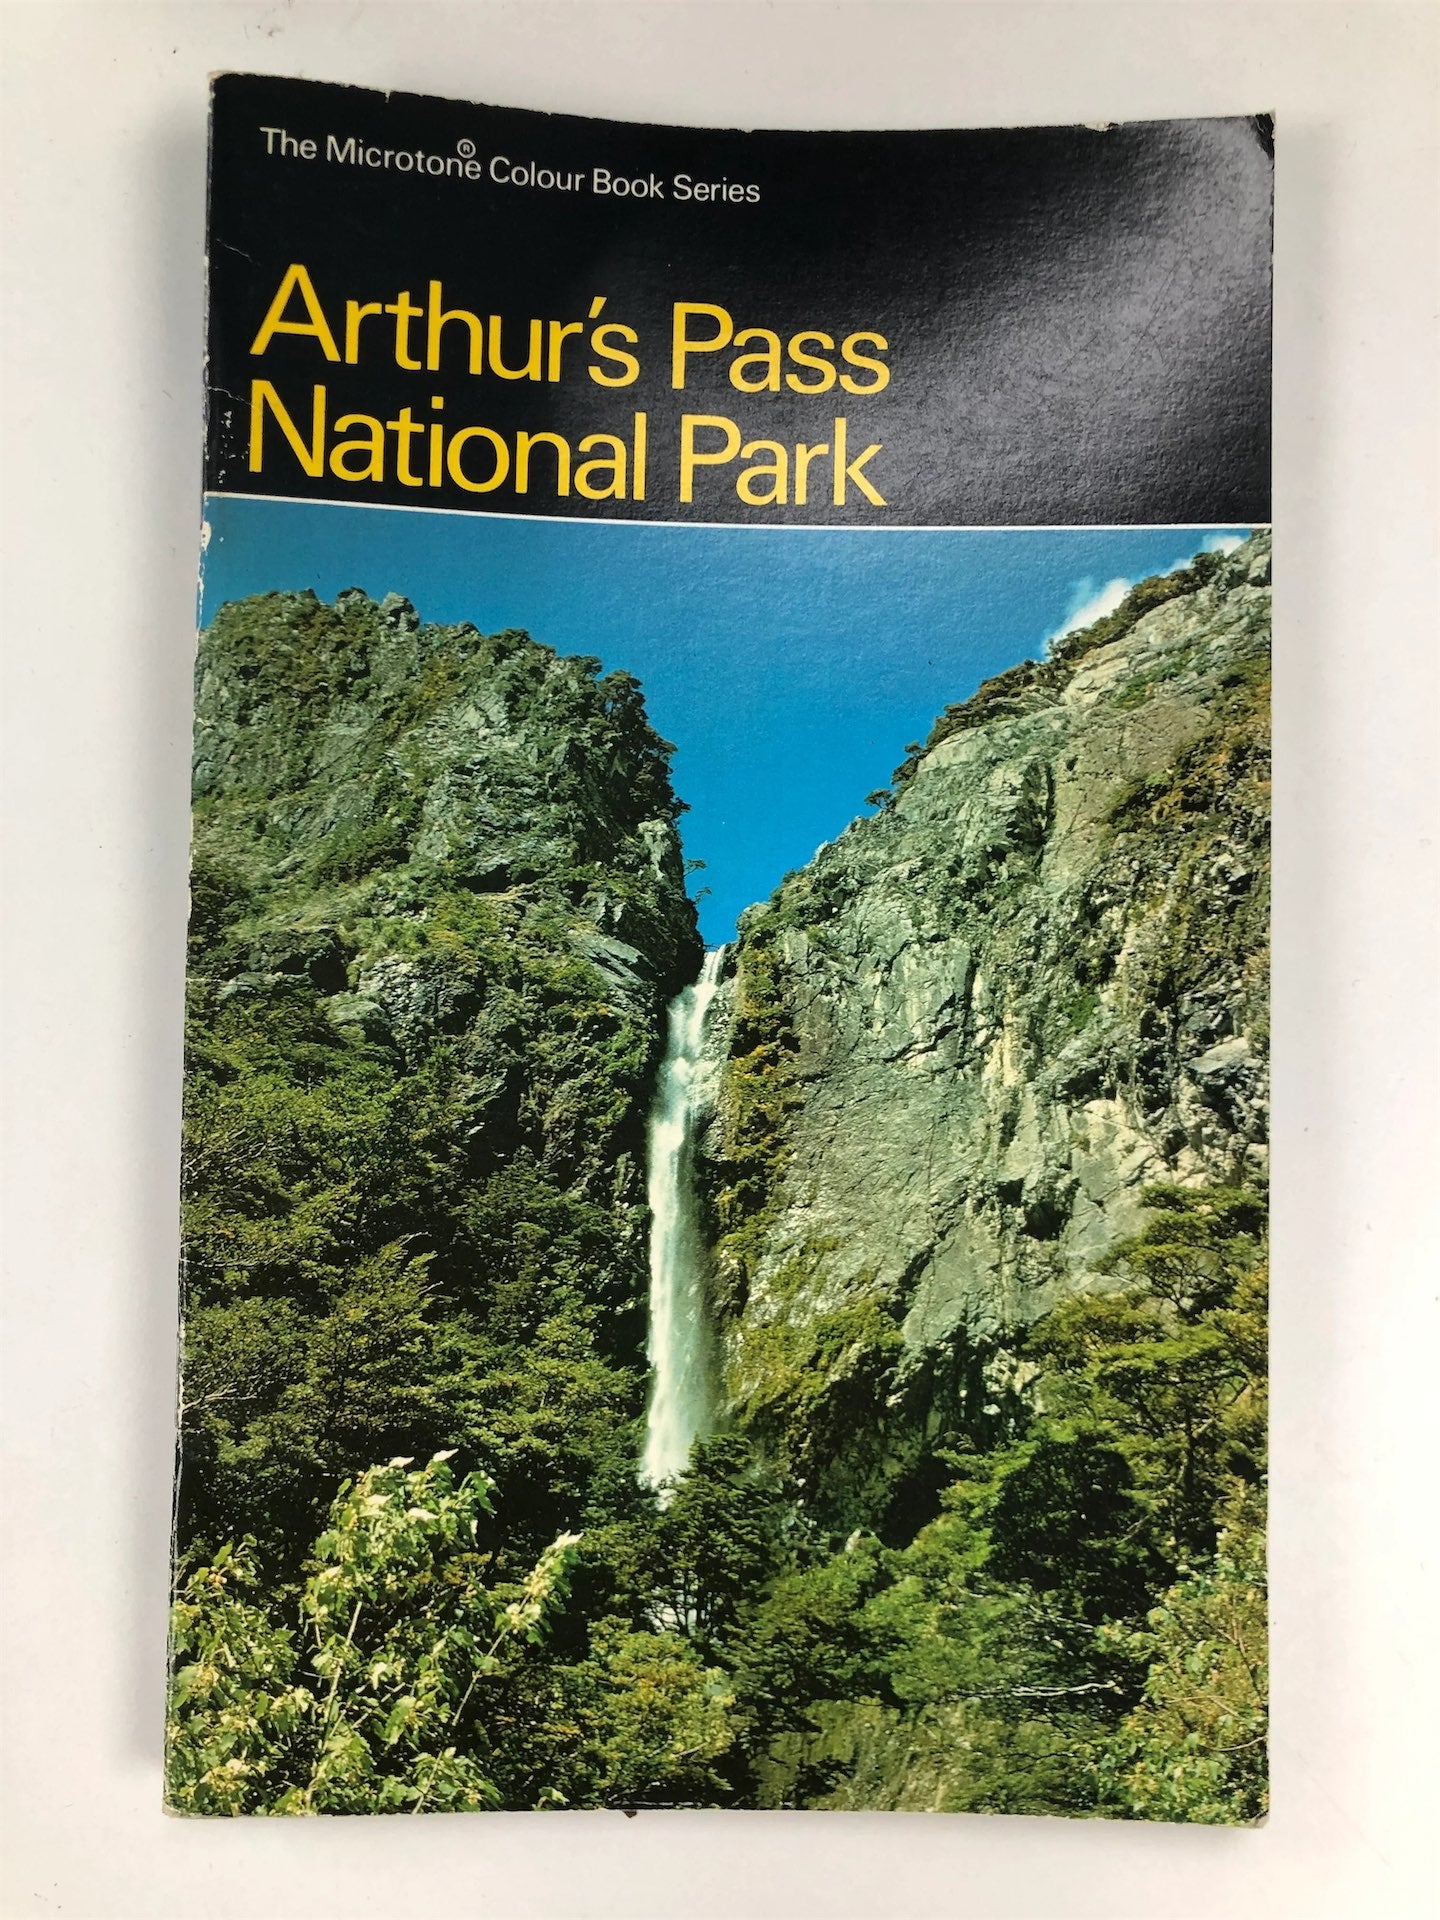 The Microtone® Colour Book Series
Arthur's Pass
National Park